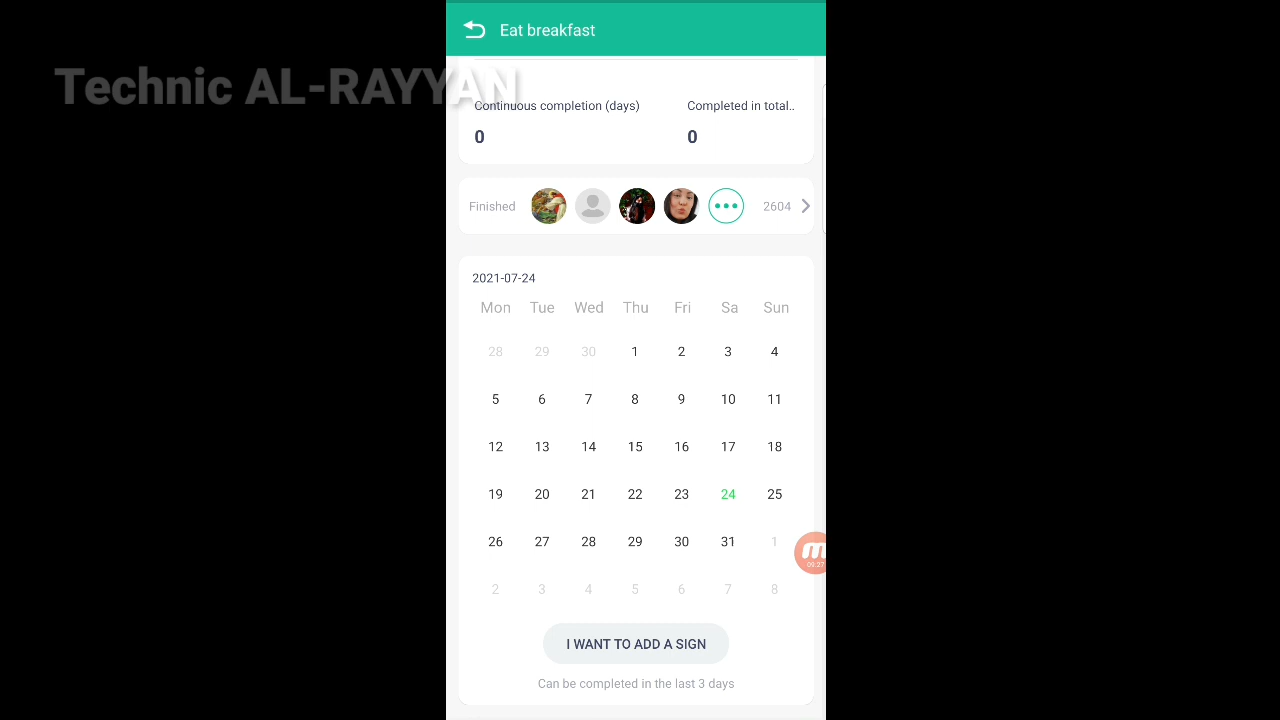 Eat breakfast
Technic AL-RAYYAN
Continuous completion (days)
Completed in total..
0
0
Finished
2604
2021-07-24
Mon Tue Wed Thu Fri Sa Sun
28 29 30 1 2 3 4
5 6 7 8 9 10 11
12 13 14 15 16 17 18
19 20 21 22 23 24 25
26 27 28 29 30 31 1
2 3 4 5 6 7 8
m
09:27
I WANT TO ADD A SIGN
Can be completed in the last 3 days